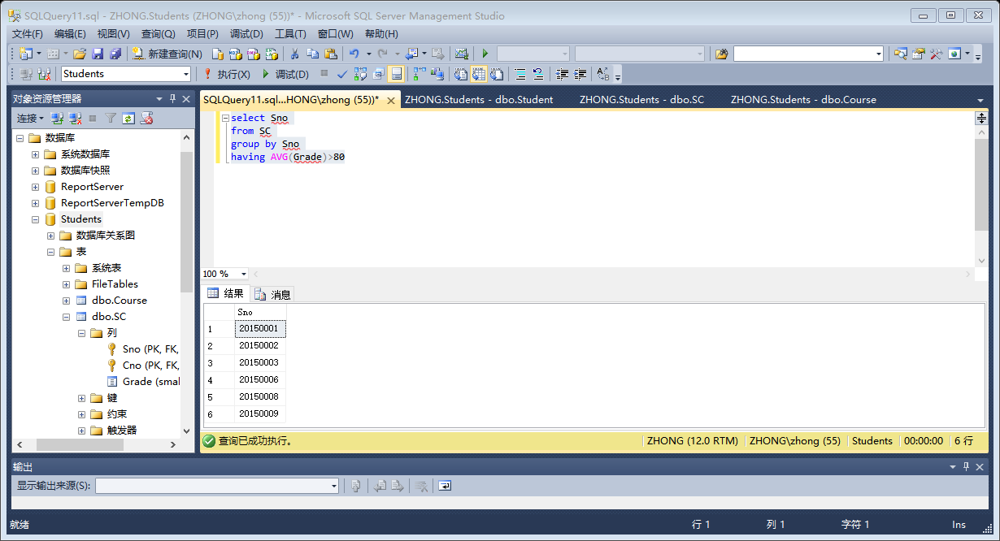 SQLQuery11.sql - ZHONG.Students (ZHONG\zhong (55))* - Microsoft SQL Server Management Studio
文件(F) 编辑(E) 视图(V) 查询(Q) 项目(P) 调试(D) 工具(T) 窗口(W) 帮助(H)
新建查询(N)
Students 执行(X) 调试(D)
对象资源管理器
连接
数据库
系统数据库
数据库快照
ReportServer
ReportServerTempDB
Students
数据库关系图
表
系统表
FileTables
dbo.Course
dbo.SC
列
Sno (PK, FK,
Cno (PK, FK,
Grade (smal
键
约束
触发器
SQLQuery11.sql...HONG\zhong (55))* ZHONG.Students - dbo.Student ZHONG.Students - dbo.SC ZHONG.Students - dbo.Course
select Sno
from SC
group by Sno
having AVG(Grade)>80
100 %
结果 消息
Sno
1 20150001
2 20150002
3 20150003
4 20150006
5 20150008
6 20150009
查询已成功执行。 ZHONG (12.0 RTM) ZHONG\zhong (55) Students 00:00:00 6 行
输出
显示输出来源(S):
就绪 行 1 列 1 字符 1 Ins